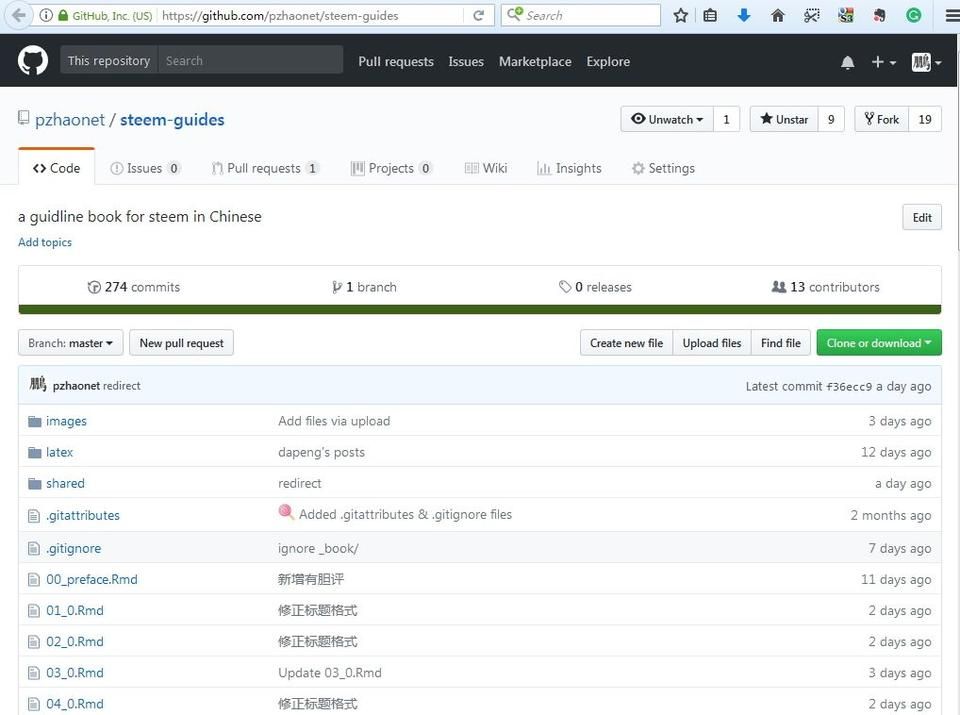 GitHub, Inc. (US) https://github.com/pzhaonet/steem-guides Search
This repository Search Pull requests Issues Marketplace Explore
pzhaonet / steem-guides Unwatch 1 Unstar 9 Fork 19
Code Issues 0 Pull requests 1 Projects 0 Wiki Insights Settings
a guidline book for steem in Chinese Edit
Add topics
274 commits 1 branch 0 releases 13 contributors
Branch: master New pull request Create new file Upload files Find file Clone or download
鹏 pzhaonet redirect Latest commit f36ecc9 a day ago
images Add files via upload 3 days ago
latex dapeng's posts 12 days ago
shared redirect a day ago
.gitattributes Added .gitattributes & .gitignore files 2 months ago
.gitignore ignore _book/ 7 days ago
00_preface.Rmd 新增有胆评 11 days ago
01_0.Rmd 修正标题格式 2 days ago
02_0.Rmd 修正标题格式 2 days ago
03_0.Rmd Update 03_0.Rmd 3 days ago
04_0.Rmd 修正标题格式 2 days ago